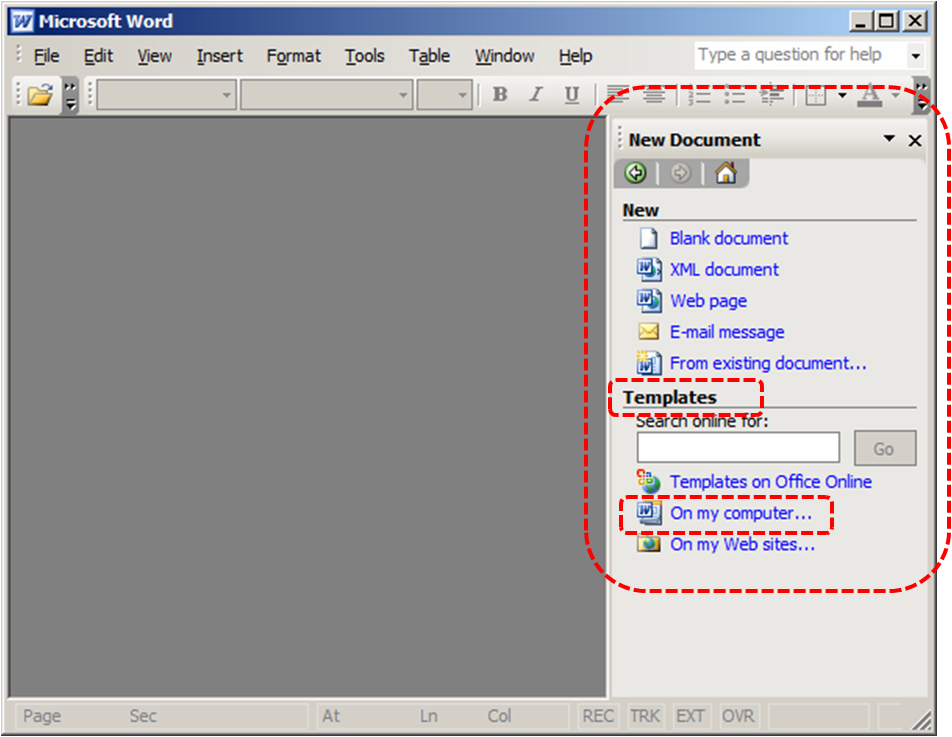 Microsoft Word
File Edit View Insert Format Tools Table Window Help Type a question for help
B I U A
New Document
New
Blank document
XML document
Web page
E-mail message
From existing document...
Templates
Search online for:
Go
Templates on Office Online
On my computer...
On my Web sites...
Page Sec At Ln Col REC TRK EXT OVR